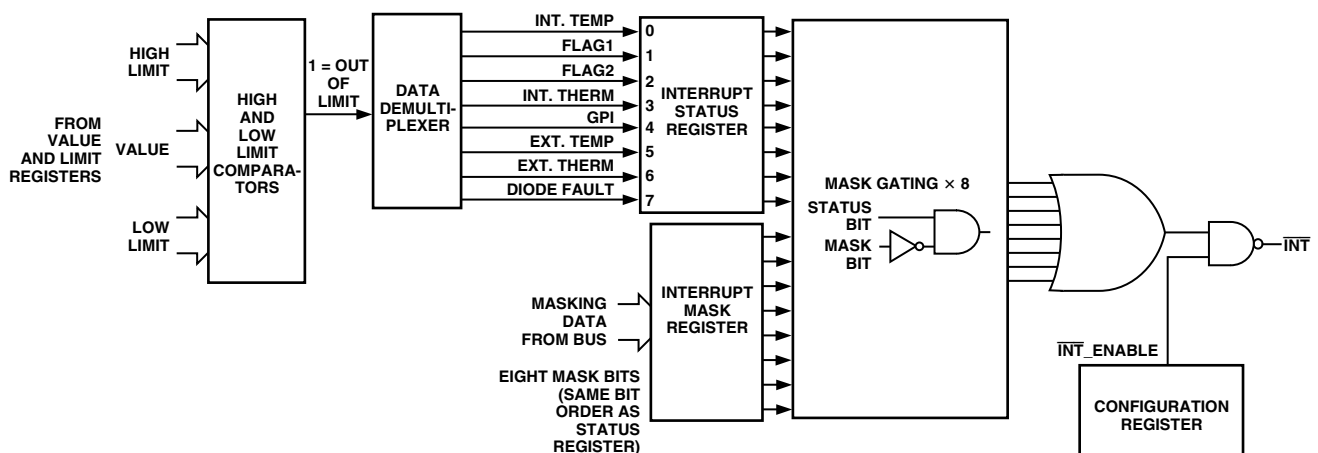 HIGH
LIMIT
FROM
VALUE
AND LIMIT
REGISTERS
VALUE
LOW
LIMIT
HIGH
AND
LOW
LIMIT
COMPARA-
TORS
1 = OUT
OF
LIMIT
DATA
DEMULTI-
PLEXER
INT. TEMP
FLAG1
FLAG2
INT. THERM
GPI
EXT. TEMP
EXT. THERM
DIODE FAULT
0
1
2
3
4
5
6
7
INTERRUPT
STATUS
REGISTER
MASKING
DATA
FROM BUS
EIGHT MASK BITS
(SAME BIT
ORDER AS
STATUS
REGISTER)
INTERRUPT
MASK
REGISTER
MASK GATING × 8
STATUS
BIT
MASK
BIT
I̅N̅T̅
I̅N̅T̅_ENABLE
CONFIGURATION
REGISTER